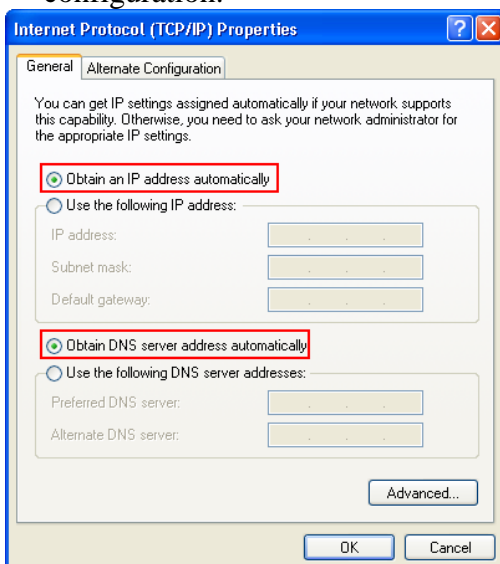 configuration.
Internet Protocol (TCP/IP) Properties
General Alternate Configuration
You can get IP settings assigned automatically if your network supports
this capability. Otherwise, you need to ask your network administrator for
the appropriate IP settings.
Obtain an IP address automatically
Use the following IP address:
IP address:
Subnet mask:
Default gateway:
Obtain DNS server address automatically
Use the following DNS server addresses:
Preferred DNS server:
Alternate DNS server:
Advanced...
OK Cancel